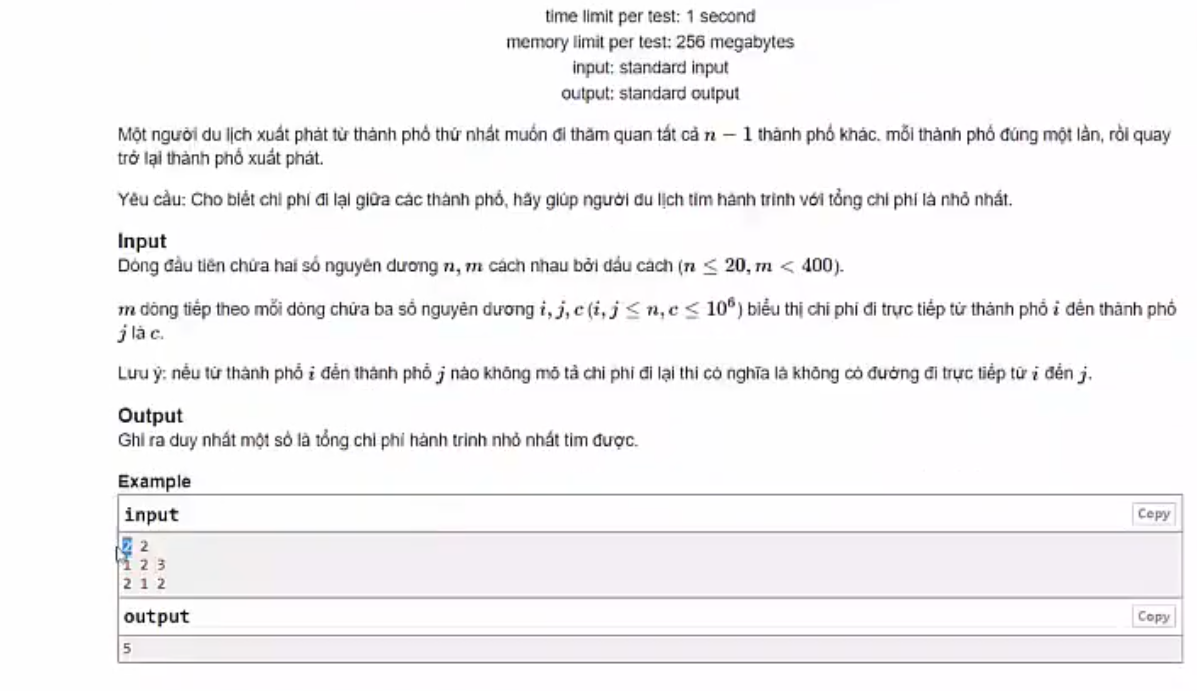 time limit per test: 1 second
memory limit per test: 256 megabytes
input: standard input
output: standard output
Một người du lịch xuất phát từ thành phố thứ nhất muốn đi thăm quan tất cả n − 1 thành phố khác, mỗi thành phố đúng một lần, rồi quay
trở lại thành phố xuất phát.
Yêu cầu: Cho biết chi phí đi lại giữa các thành phố, hãy giúp người du lịch tìm hành trình với tổng chi phí là nhỏ nhất.
Input
Dòng đầu tiên chứa hai số nguyên dương n, m cách nhau bởi dấu cách (n ≤ 20, m < 400).
m dòng tiếp theo mỗi dòng chứa ba số nguyên dương i, j, c (i, j ≤ n, c ≤ 10⁶) biểu thị chi phí đi trực tiếp từ thành phố i đến thành phố
j là c.
Lưu ý: nếu từ thành phố i đến thành phố j nào không mô tả chi phí đi lại thì có nghĩa là không có đường đi trực tiếp từ i đến j.
Output
Ghi ra duy nhất một số là tổng chi phí hành trình nhỏ nhất tìm được.
Example
input
Copy
2 2
1 2 3
2 1 2
output
Copy
5